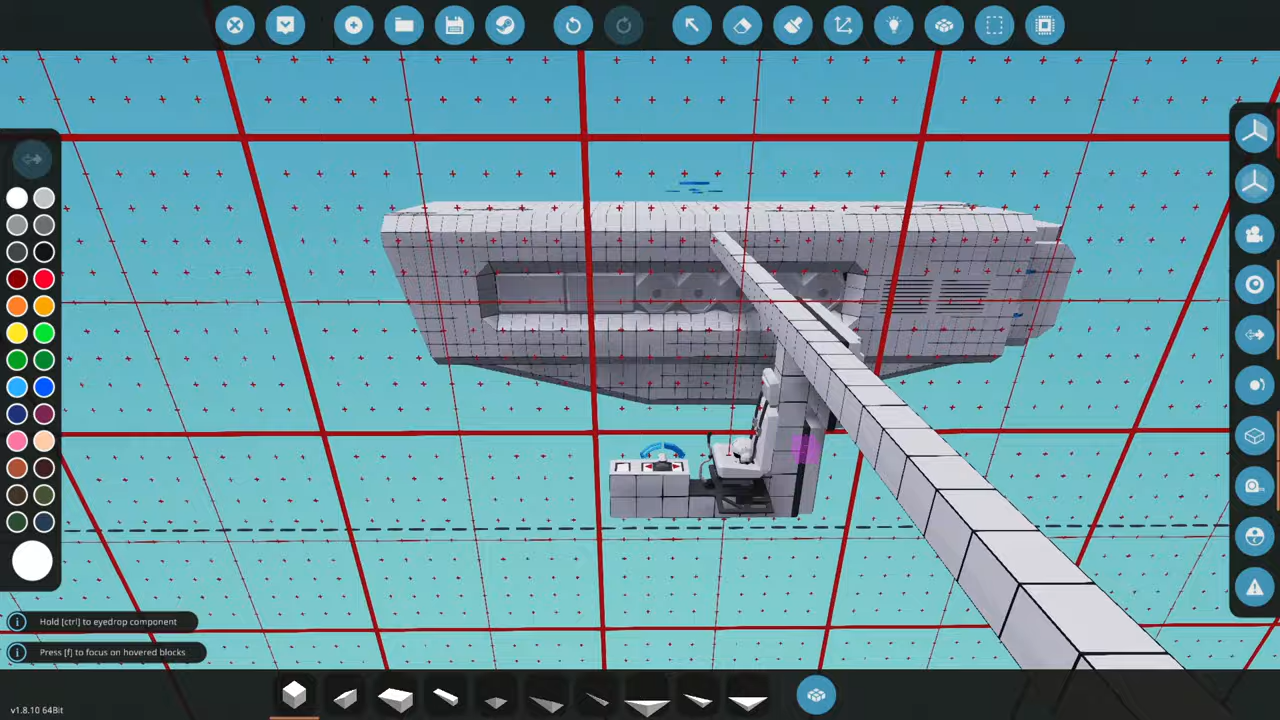 Hold [ctrl] to eyedrop component
Press [f] to focus on hovered blocks
v1.8.10 64Bit